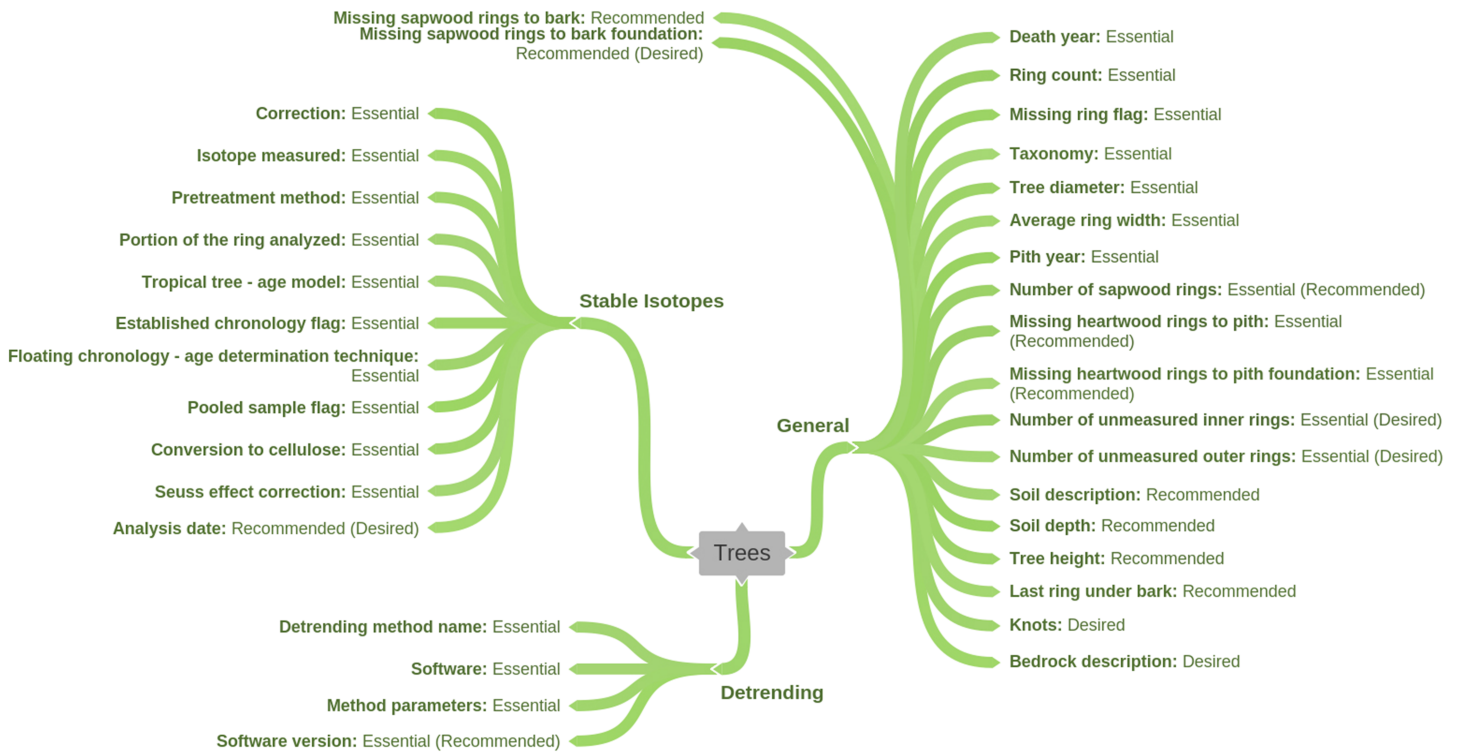 Missing sapwood rings to bark: Recommended
Missing sapwood rings to bark foundation:
Recommended (Desired)
Correction: Essential
Isotope measured: Essential
Pretreatment method: Essential
Portion of the ring analyzed: Essential
Tropical tree - age model: Essential
Established chronology flag: Essential
Floating chronology - age determination technique:
Essential
Pooled sample flag: Essential
Conversion to cellulose: Essential
Seuss effect correction: Essential
Analysis date: Recommended (Desired)
Stable Isotopes
Trees
General
Death year: Essential
Ring count: Essential
Missing ring flag: Essential
Taxonomy: Essential
Tree diameter: Essential
Average ring width: Essential
Pith year: Essential
Number of sapwood rings: Essential (Recommended)
Missing heartwood rings to pith: Essential
(Recommended)
Missing heartwood rings to pith foundation: Essential
(Recommended)
Number of unmeasured inner rings: Essential (Desired)
Number of unmeasured outer rings: Essential (Desired)
Soil description: Recommended
Soil depth: Recommended
Tree height: Recommended
Last ring under bark: Recommended
Knots: Desired
Bedrock description: Desired
Detrending method name: Essential
Software: Essential
Method parameters: Essential
Software version: Essential (Recommended)
Detrending